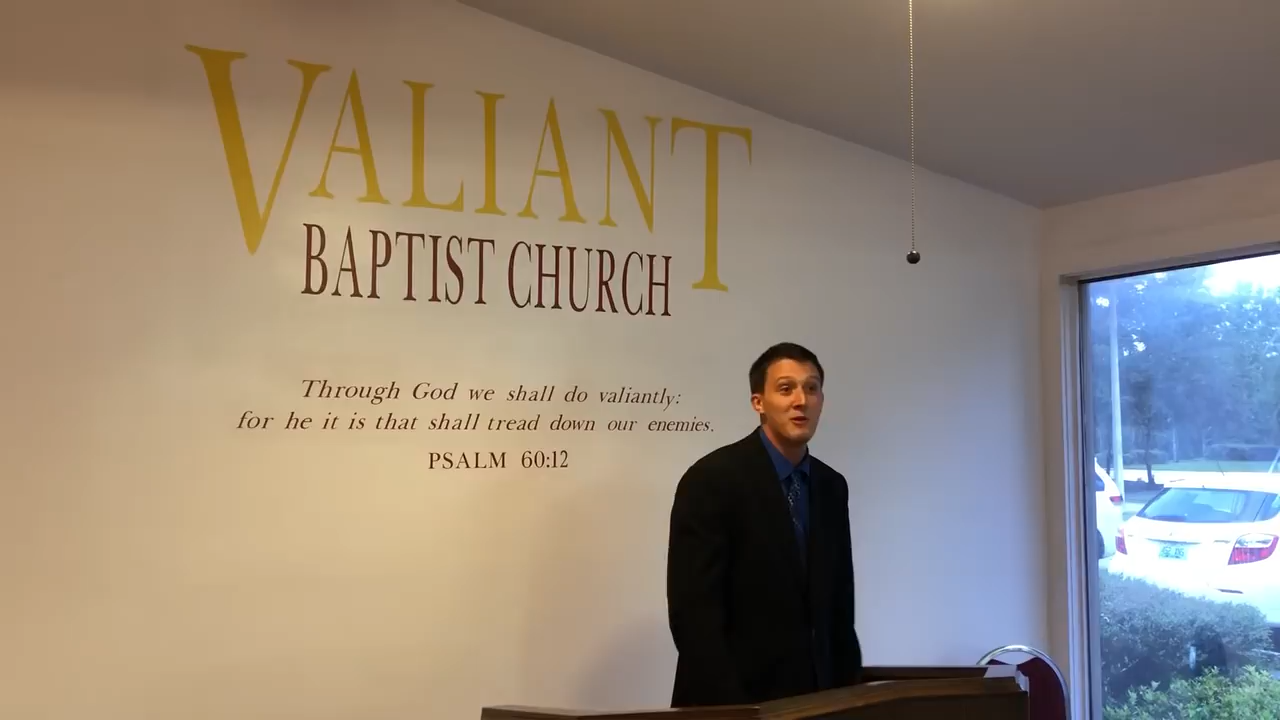 VALIANT
BAPTIST CHURCH
Through God we shall do valiantly:
for he it is that shall tread down our enemies.
PSALM 60:12